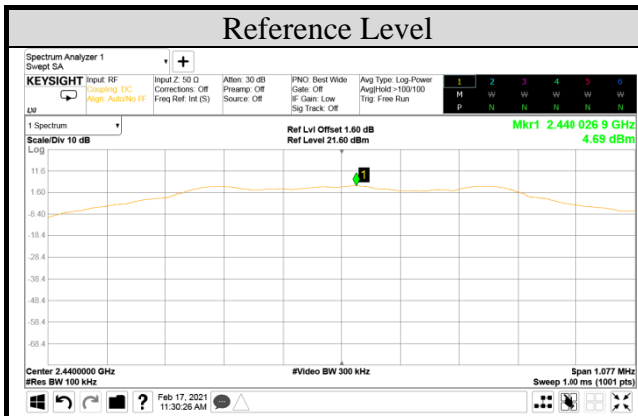 Reference Level
Spectrum Analyzer 1
Swept SA
+
KEYSIGHT
Input: RF
Coupling: DC
Align: Auto/No RF
Input Z: 50 Ω
Corrections: Off
Freq Ref: Int (S)
Atten: 30 dB
Preamp: Off
Source: Off
PNO: Best Wide
Gate: Off
IF Gain: Low
Sig Track: Off
Avg Type: Log-Power
Avg|Hold:>100/100
Trig: Free Run
1 2 3 4 5 6
M W W W W W
P N N N N N
LXI
1 Spectrum
Scale/Div 10 dB
Ref Lvl Offset 1.60 dB
Ref Level 21.60 dBm
Mkr1 2.440 026 9 GHz
4.69 dBm
Log
1
11.6
1.60
-8.40
-18.4
-28.4
-38.4
-48.4
-58.4
-68.4
Center 2.4400000 GHz
#Res BW 100 kHz
#Video BW 300 kHz
Span 1.077 MHz
Sweep 1.00 ms (1001 pts)
?
Feb 17, 2021
11:30:26 AM